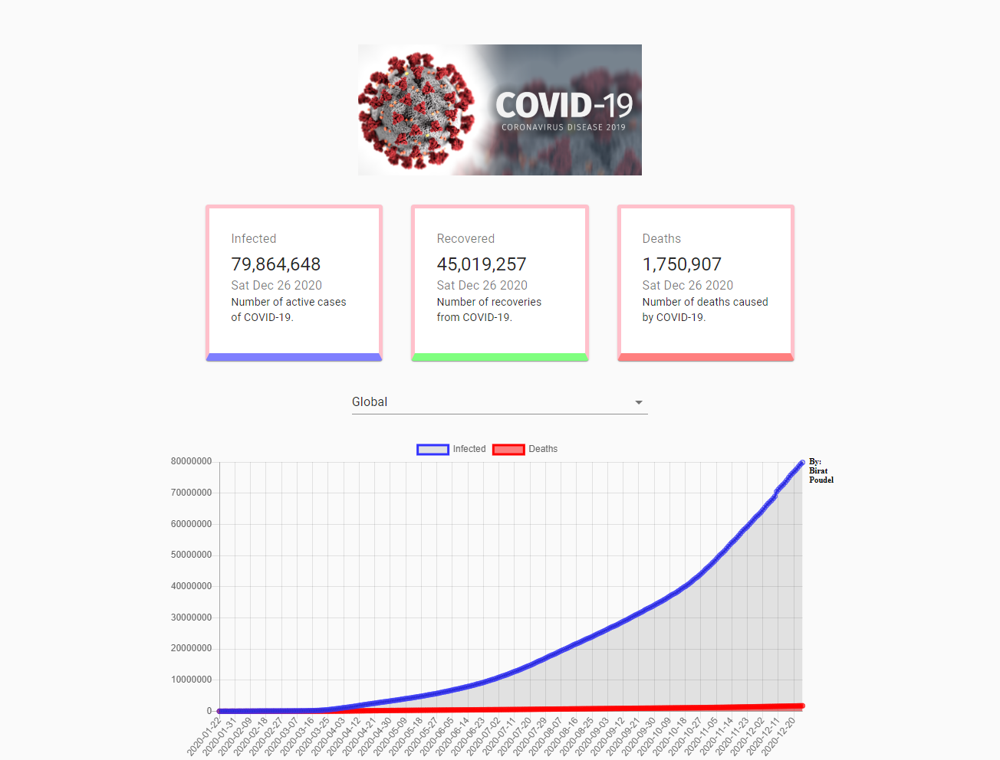 COVID-19
CORONAVIRUS DISEASE 2019
Infected
79,864,648
Sat Dec 26 2020
Number of active cases
of COVID-19.
Recovered
45,019,257
Sat Dec 26 2020
Number of recoveries
from COVID-19.
Deaths
1,750,907
Sat Dec 26 2020
Number of deaths caused
by COVID-19.
Global
Infected
Deaths
By:
Birat
Poudel
80000000
70000000
60000000
50000000
40000000
30000000
20000000
10000000
0
2020-01-22
2020-01-31
2020-02-09
2020-02-18
2020-02-27
2020-03-07
2020-03-16
2020-03-25
2020-04-03
2020-04-12
2020-04-21
2020-04-30
2020-05-09
2020-05-18
2020-05-27
2020-06-05
2020-06-14
2020-06-23
2020-07-02
2020-07-11
2020-07-20
2020-07-29
2020-08-07
2020-08-16
2020-08-25
2020-09-03
2020-09-12
2020-09-21
2020-09-30
2020-10-09
2020-10-18
2020-10-27
2020-11-05
2020-11-14
2020-11-23
2020-12-02
2020-12-11
2020-12-20